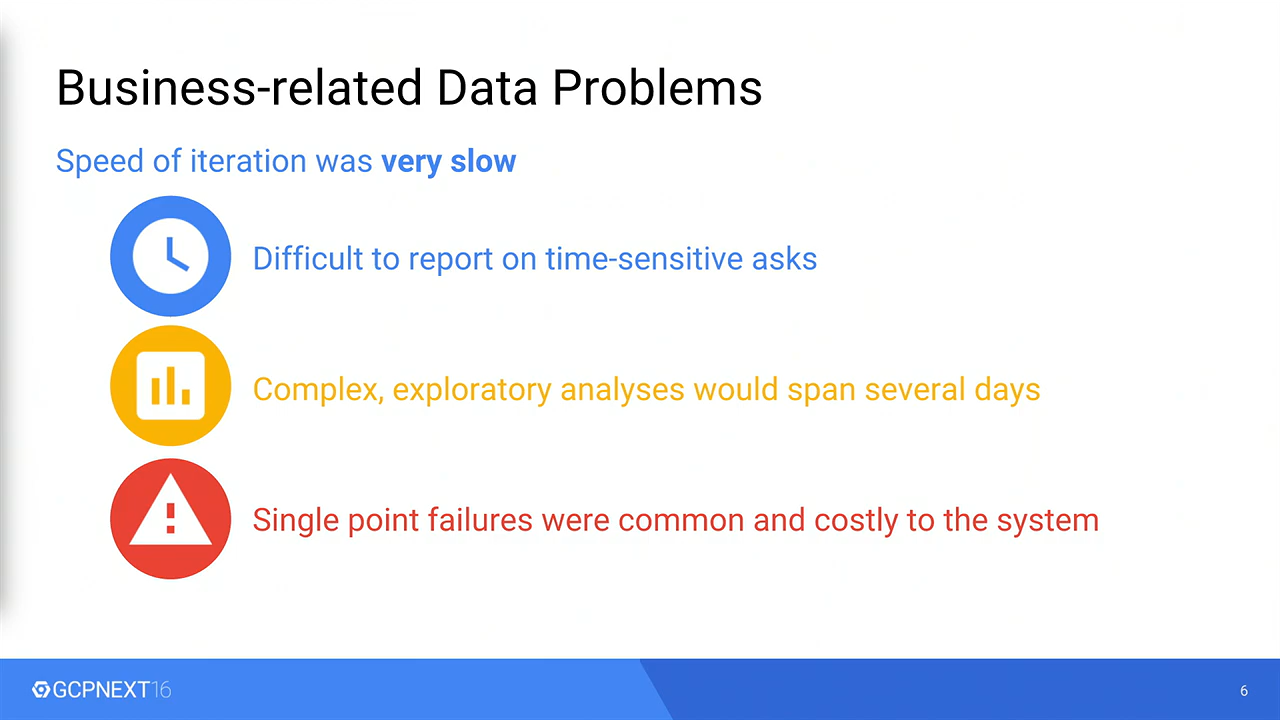 Business-related Data Problems
Speed of iteration was very slow
Difficult to report on time-sensitive asks
Complex, exploratory analyses would span several days
Single point failures were common and costly to the system
GCPNEXT16
6